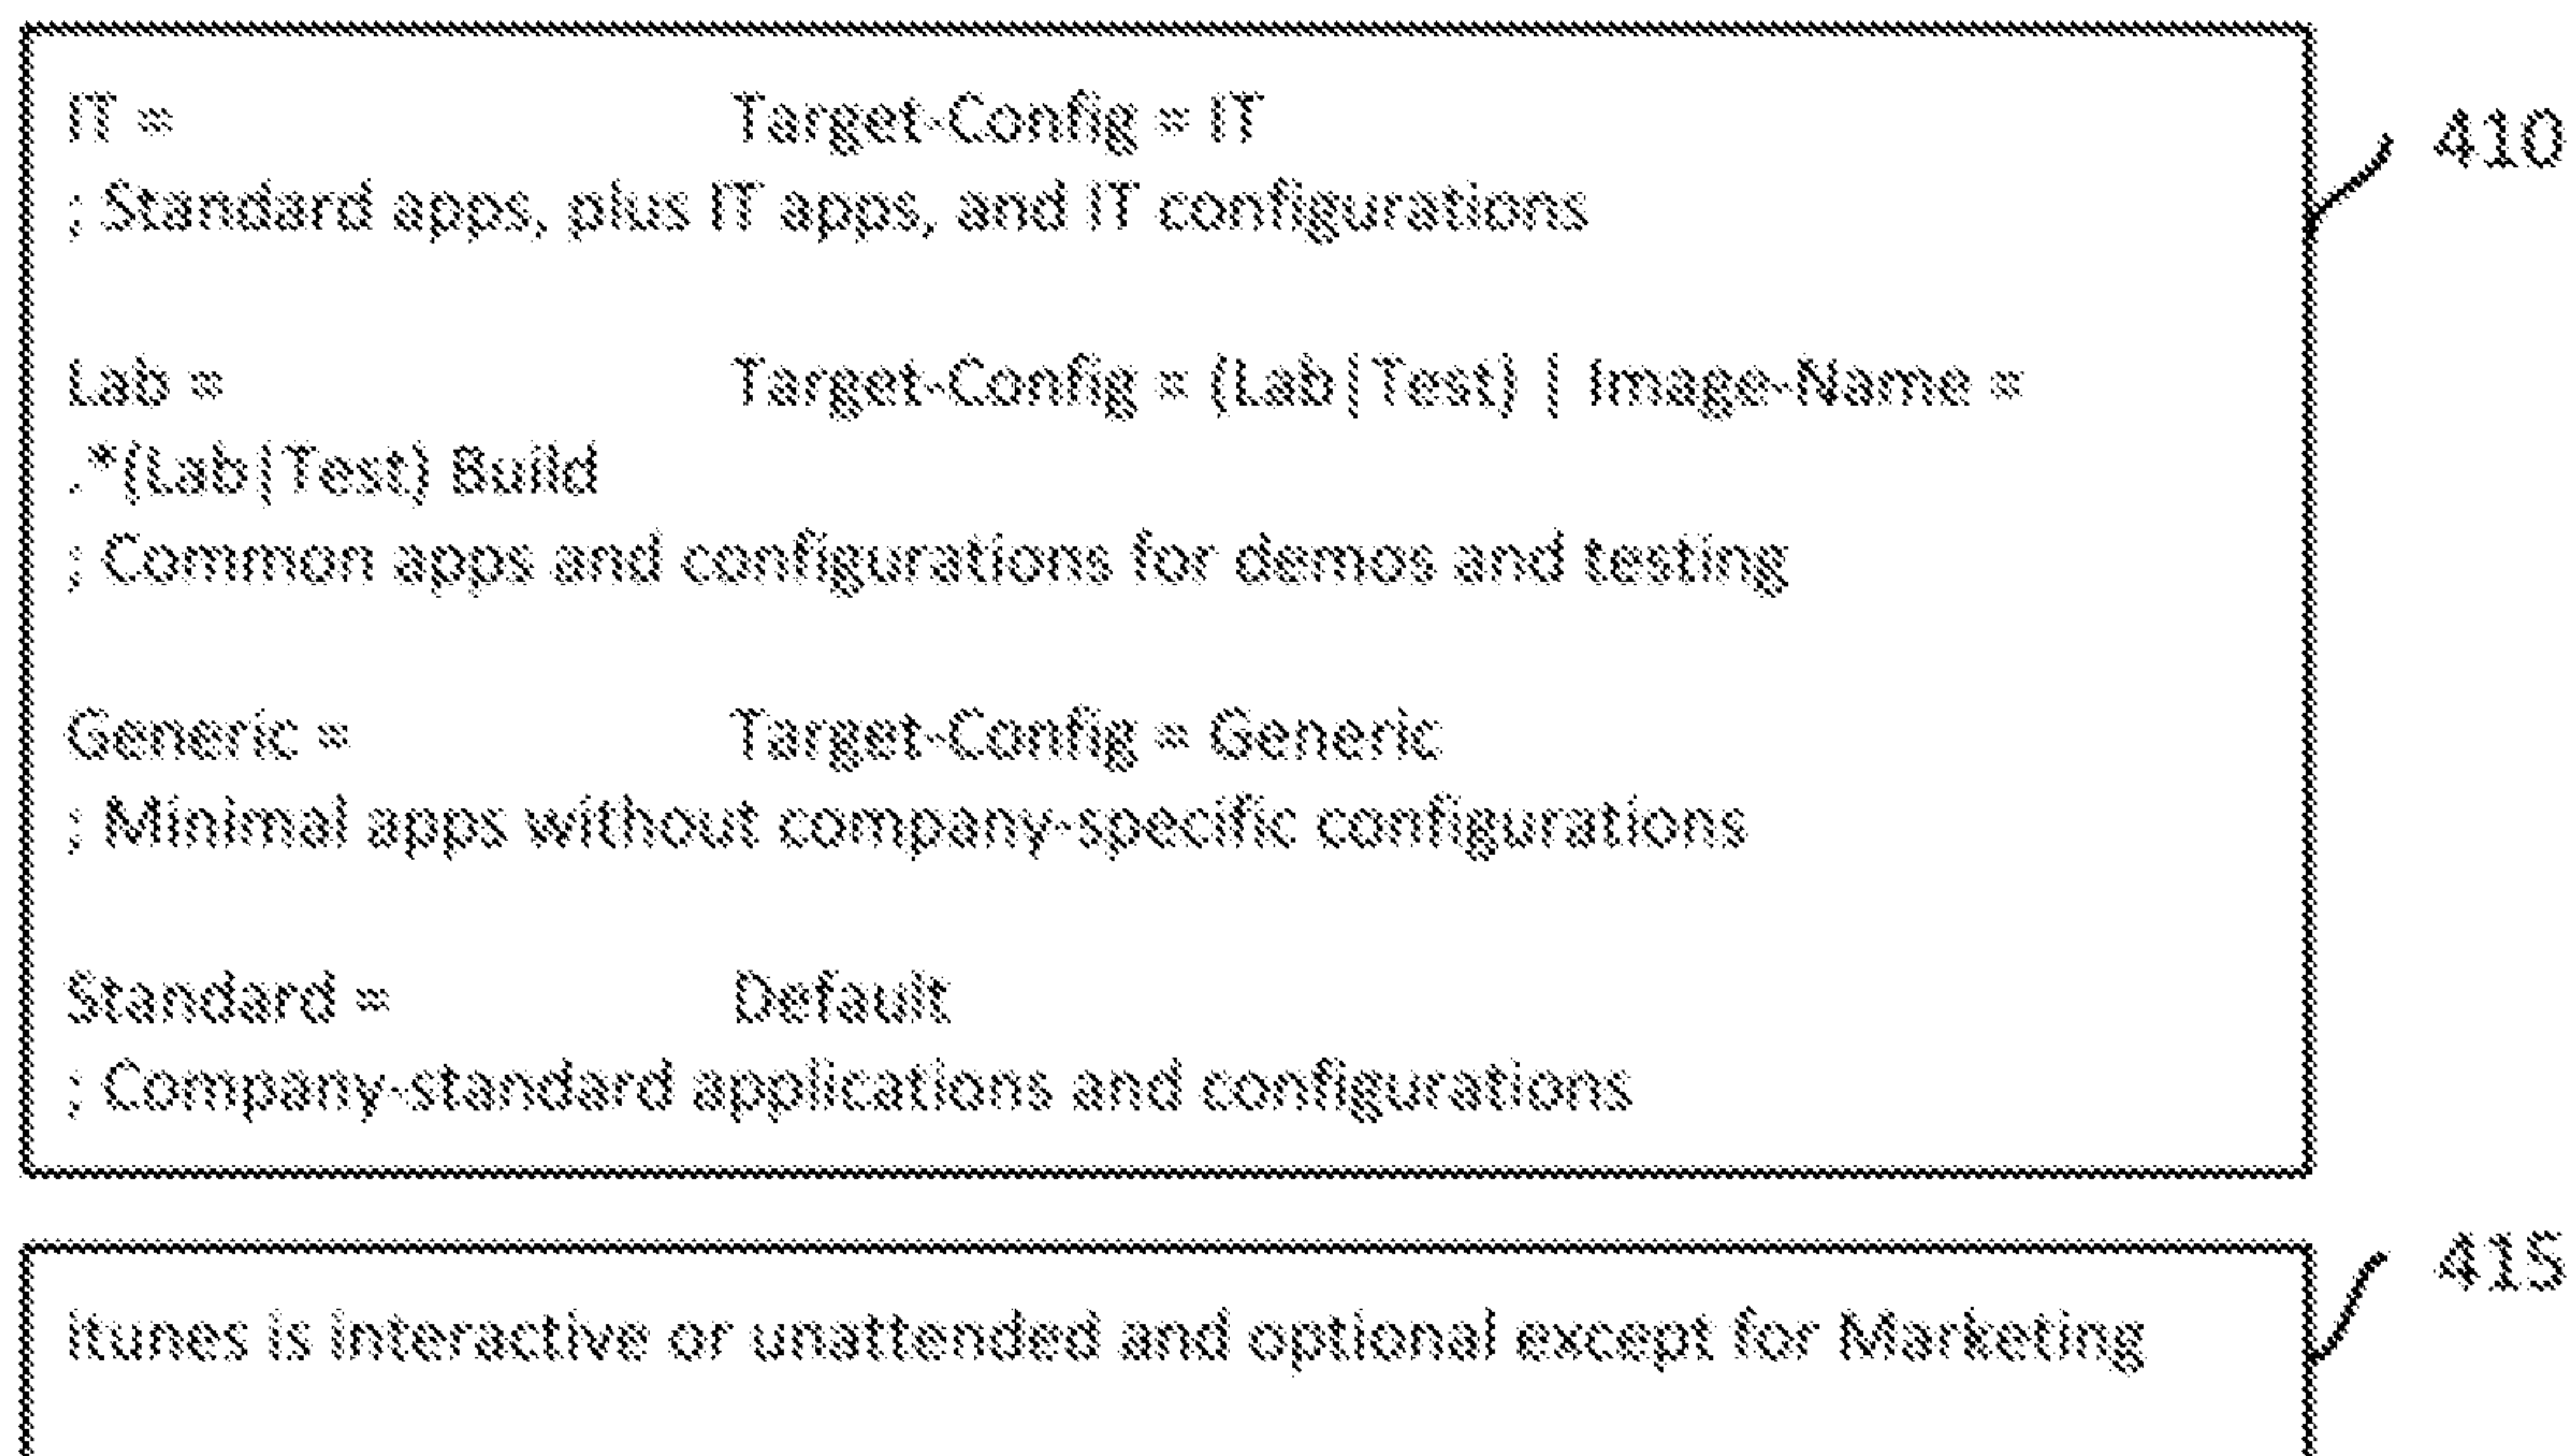 IT = Target-Config = IT
; Standard apps, plus IT apps, and IT configurations
410
Lab = Target-Config = (Lab|Test) | Image-Name =
.*(Lab|Test) Build
; Common apps and configurations for demos and testing
Generic = Target-Config = Generic
; Minimal apps without company-specific configurations
Standard = Default
; Company-standard applications and configurations
415
itunes is interactive or unattended and optional except for Marketing